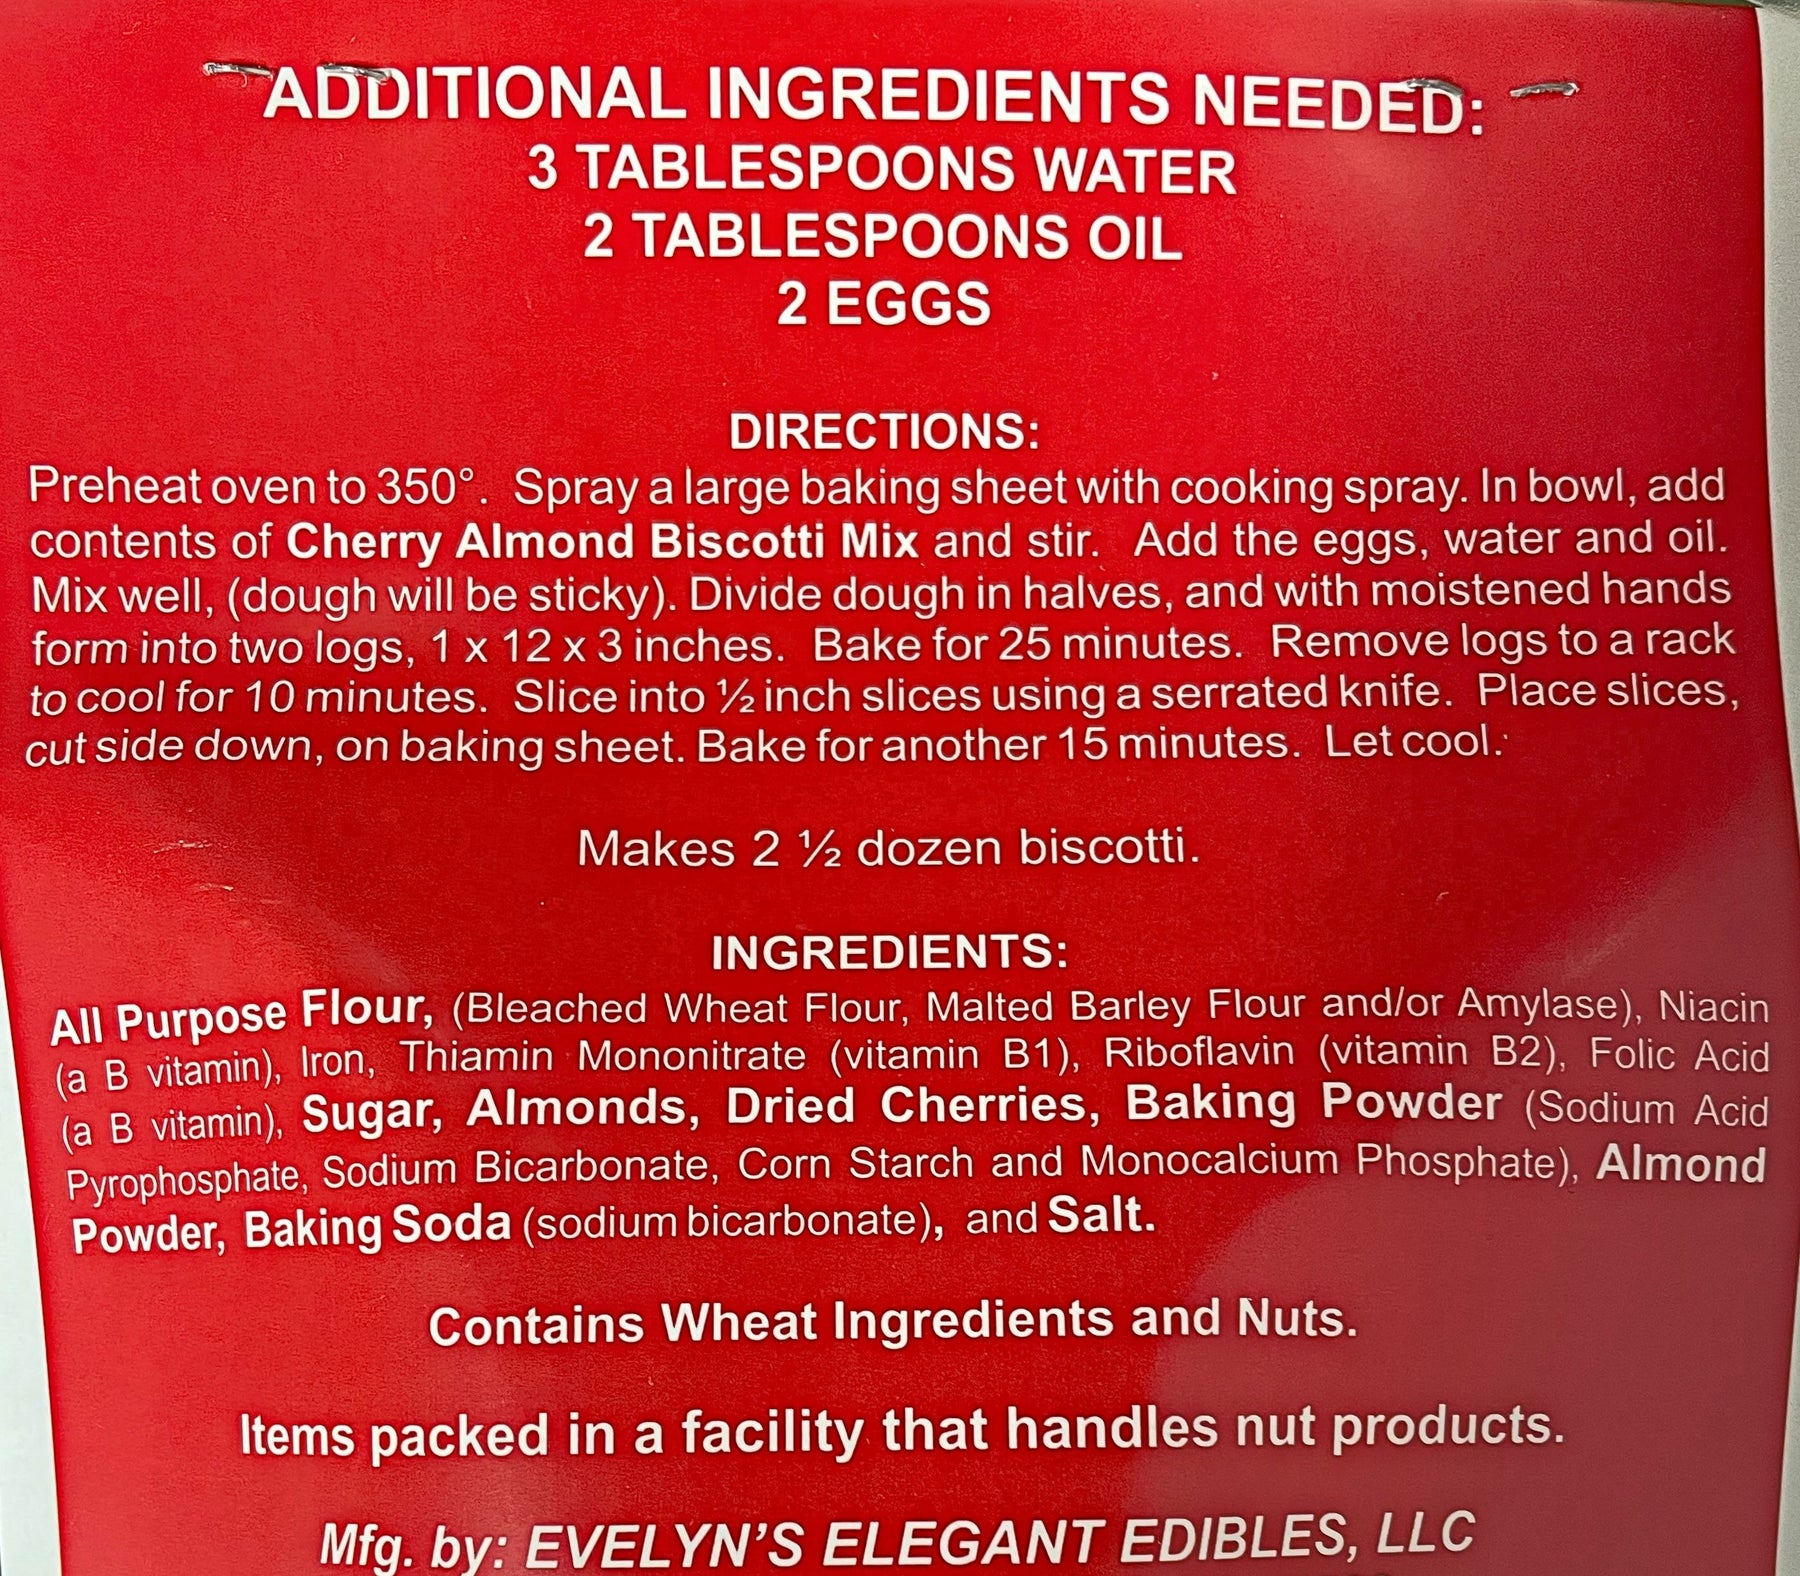 ADDITIONAL INGREDIENTS NEEDED:
3 TABLESPOONS WATER
2 TABLESPOONS OIL
2 EGGS
DIRECTIONS:
Preheat oven to 350°. Spray a large baking sheet with cooking spray. In bowl, add
contents of Cherry Almond Biscotti Mix and stir. Add the eggs, water and oil.
Mix well, (dough will be sticky). Divide dough in halves, and with moistened hands
form into two logs, 1 x 12 x 3 inches. Bake for 25 minutes. Remove logs to a rack
to cool for 10 minutes. Slice into ½ inch slices using a serrated knife. Place slices,
cut side down, on baking sheet. Bake for another 15 minutes. Let cool.
Makes 2 ½ dozen biscotti.
INGREDIENTS:
All Purpose Flour, (Bleached Wheat Flour, Malted Barley Flour and/or Amylase), Niacin
(a B vitamin), Iron, Thiamin Mononitrate (vitamin B1), Riboflavin (vitamin B2), Folic Acid
(a B vitamin), Sugar, Almonds, Dried Cherries, Baking Powder (Sodium Acid
Pyrophosphate, Sodium Bicarbonate, Corn Starch and Monocalcium Phosphate), Almond
Powder, Baking Soda (sodium bicarbonate), and Salt.
Contains Wheat Ingredients and Nuts.
Items packed in a facility that handles nut products.
Mfg. by: EVELYN'S ELEGANT EDIBLES, LLC